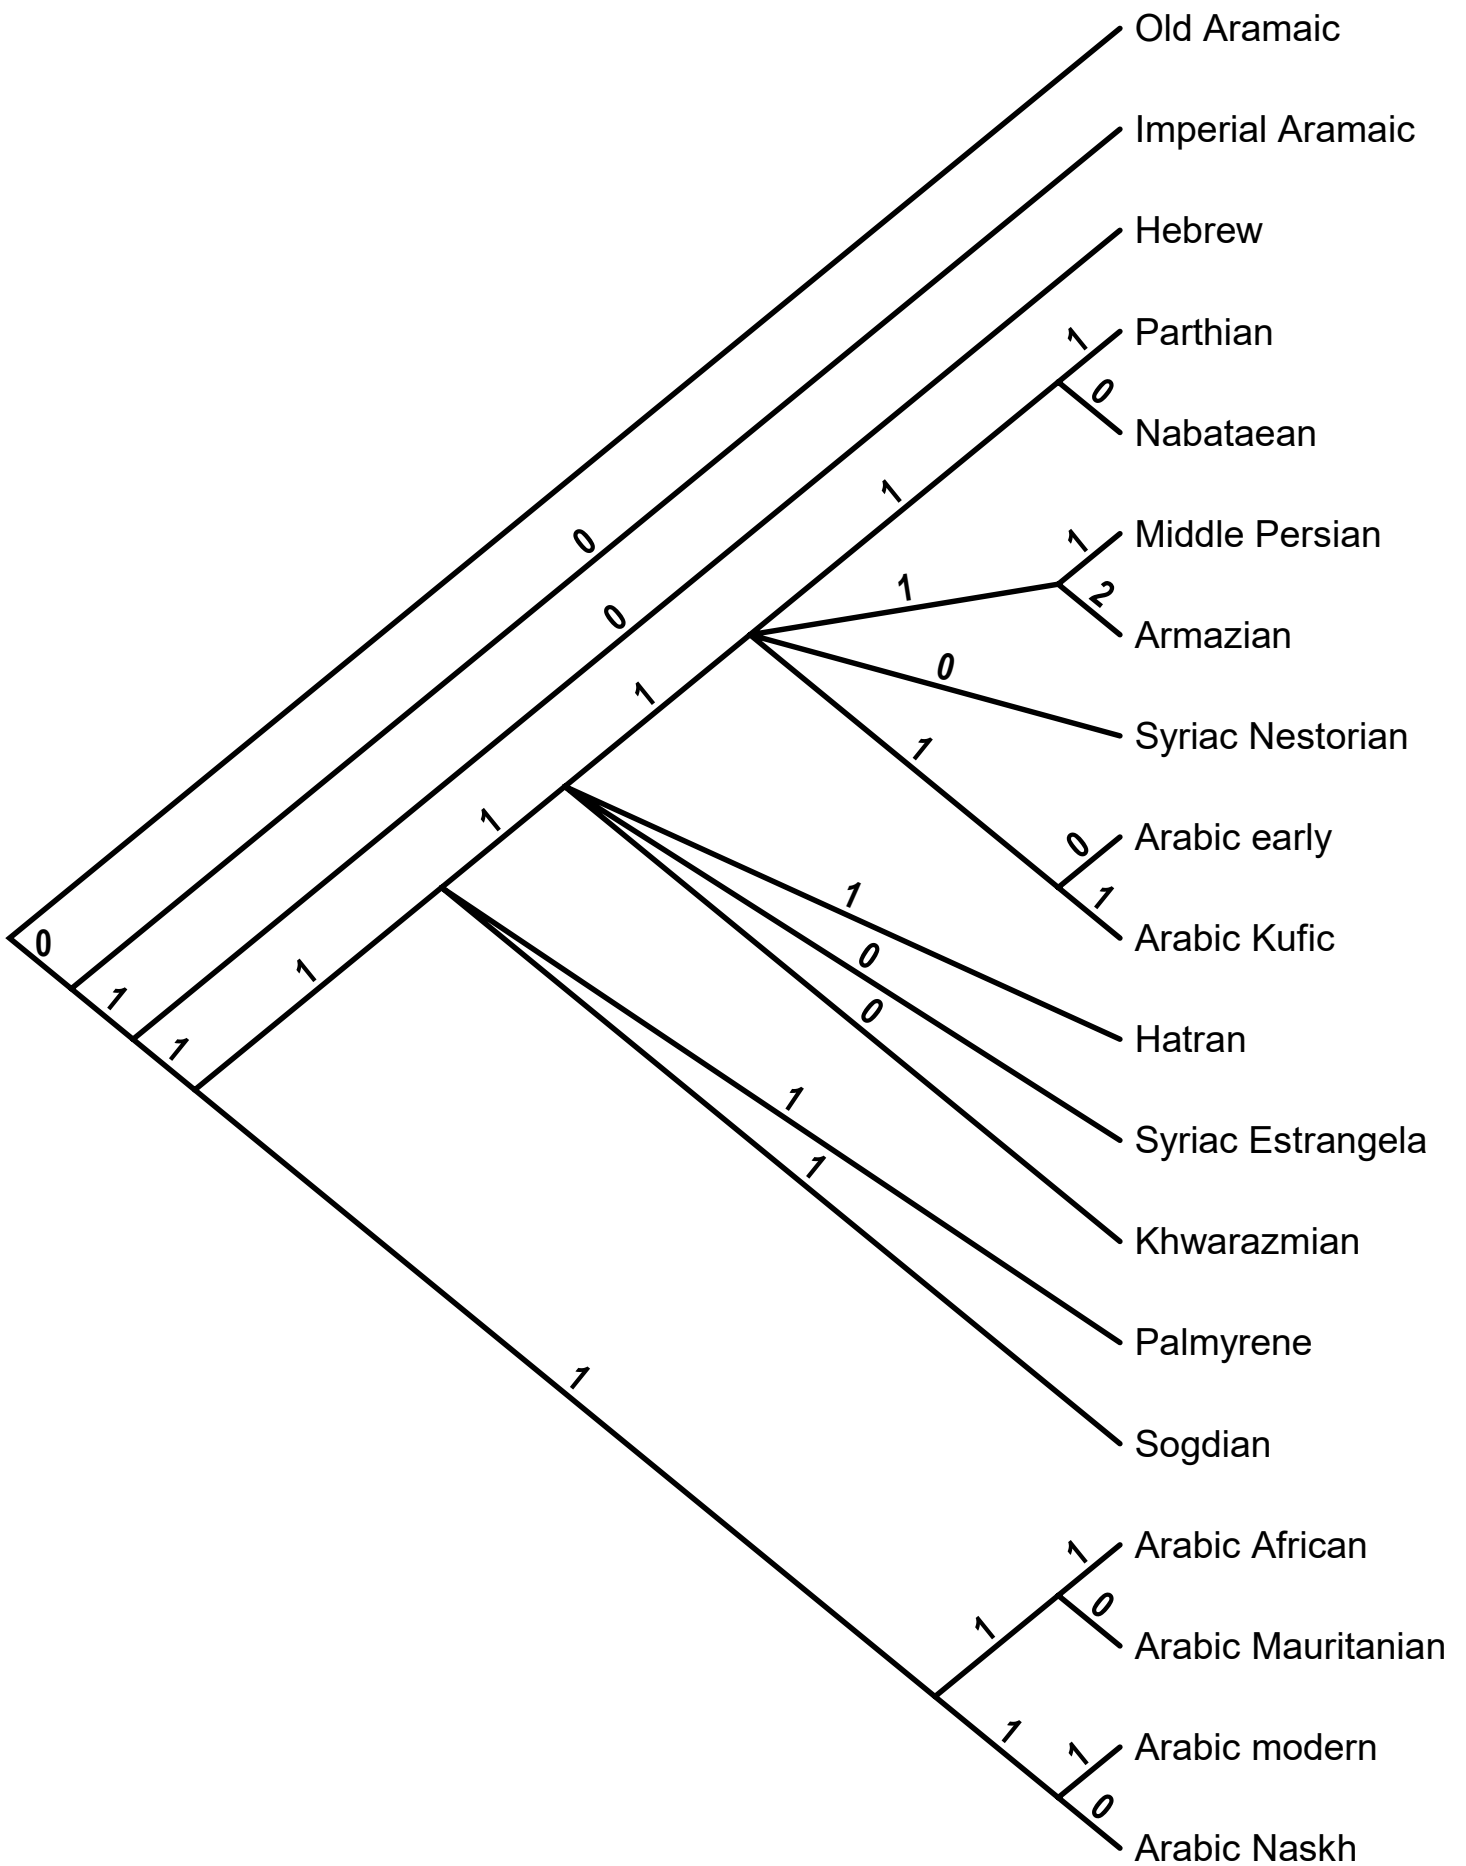 Old Aramaic
Imperial Aramaic
Hebrew
1
Parthian
0
Nabataean
1
1
Middle Persian
0
1
2
0
Armazian
0
1
1
Syriac Nestorian
1
0
Arabic early
1
1
Arabic Kufic
0
0
1
0
1
Hatran
1
1
Syriac Estrangela
1
Khwarazmian
Palmyrene
1
Sogdian
1
Arabic African
1
0
Arabic Mauritanian
1
1
Arabic modern
0
Arabic Naskh